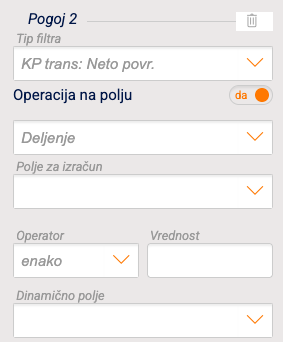 Pogoj 2
Tip filtra
KP trans: Neto povr.
Operacija na polju
da
Deljenje
Polje za izračun
Operator
Vrednost
enako
Dinamično polje